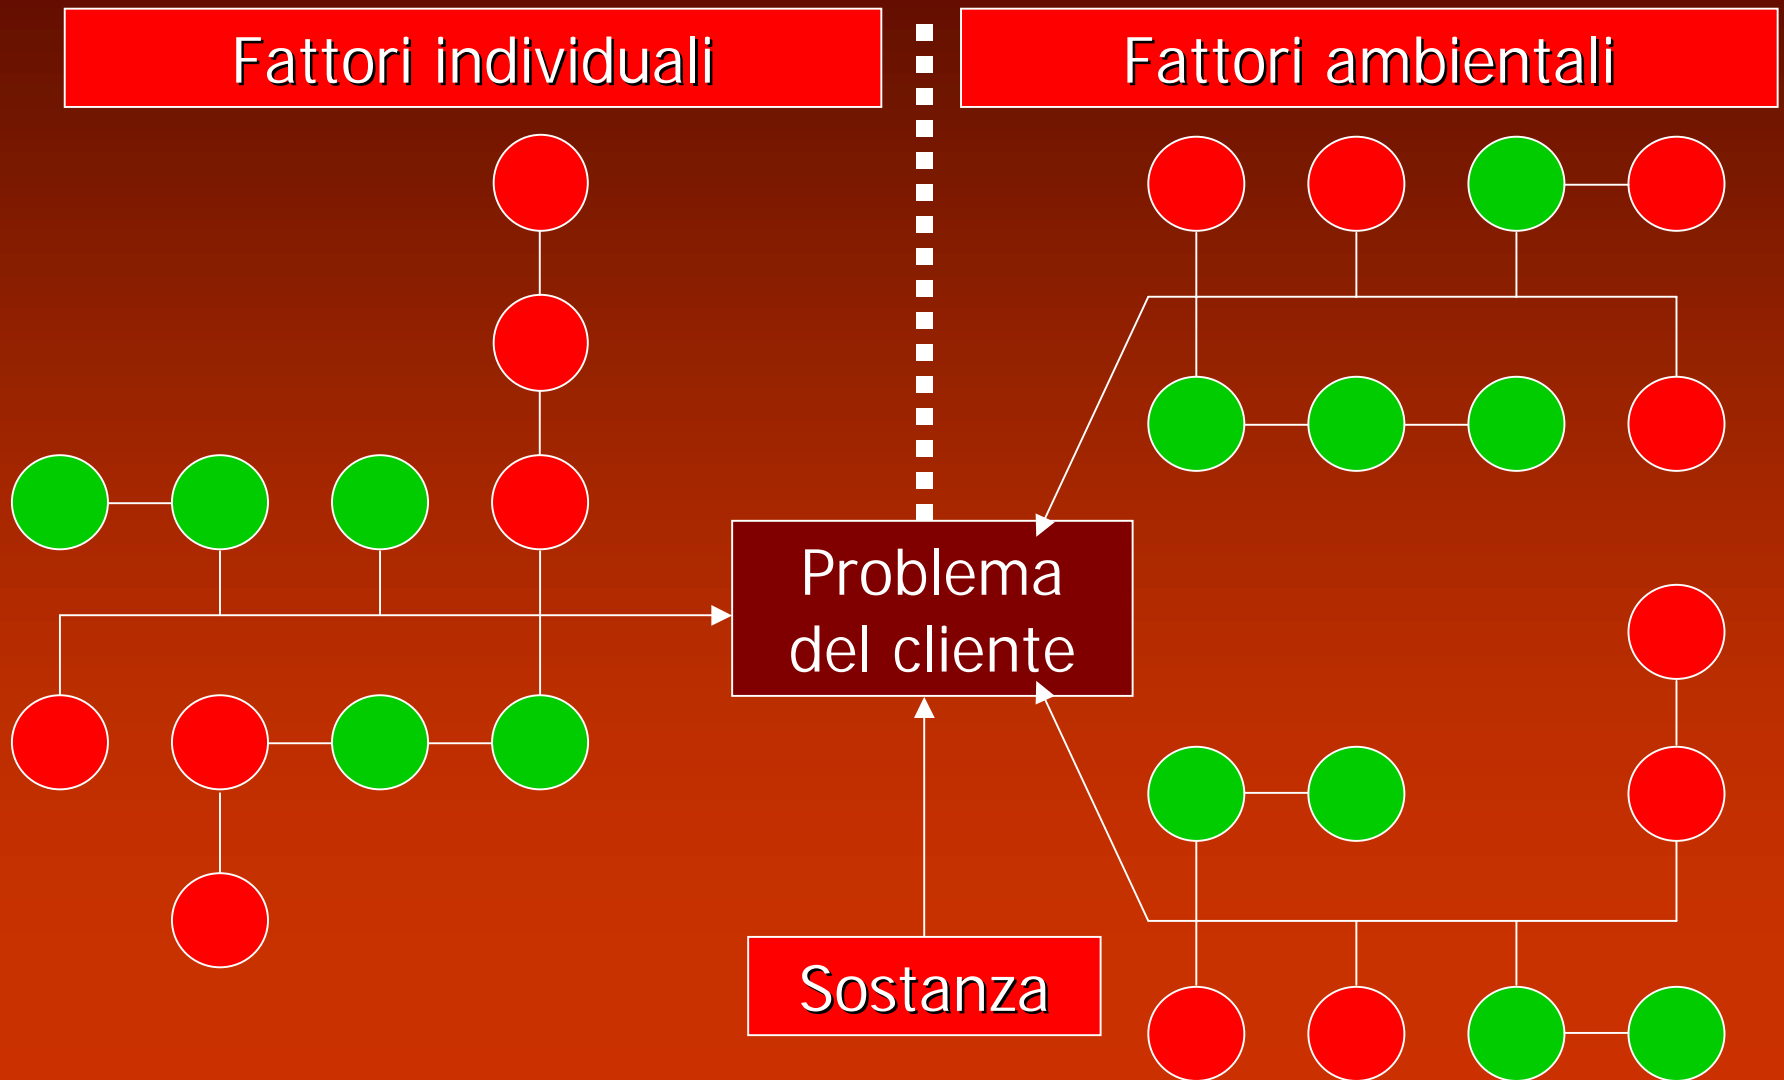 Fattori individuali
Fattori ambientali
Problema
del cliente
Sostanza